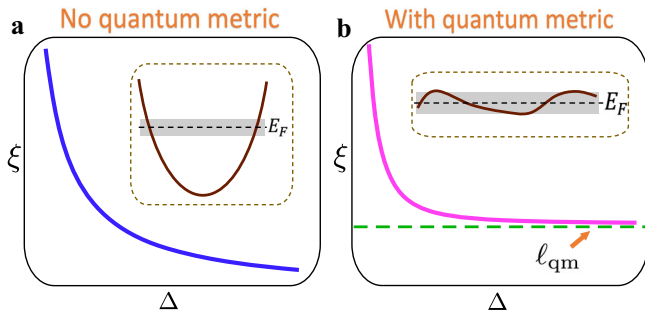 a No quantum metric
ξ
E_F
Δ
b With quantum metric
ξ
E_F
ℓ_qm
Δ